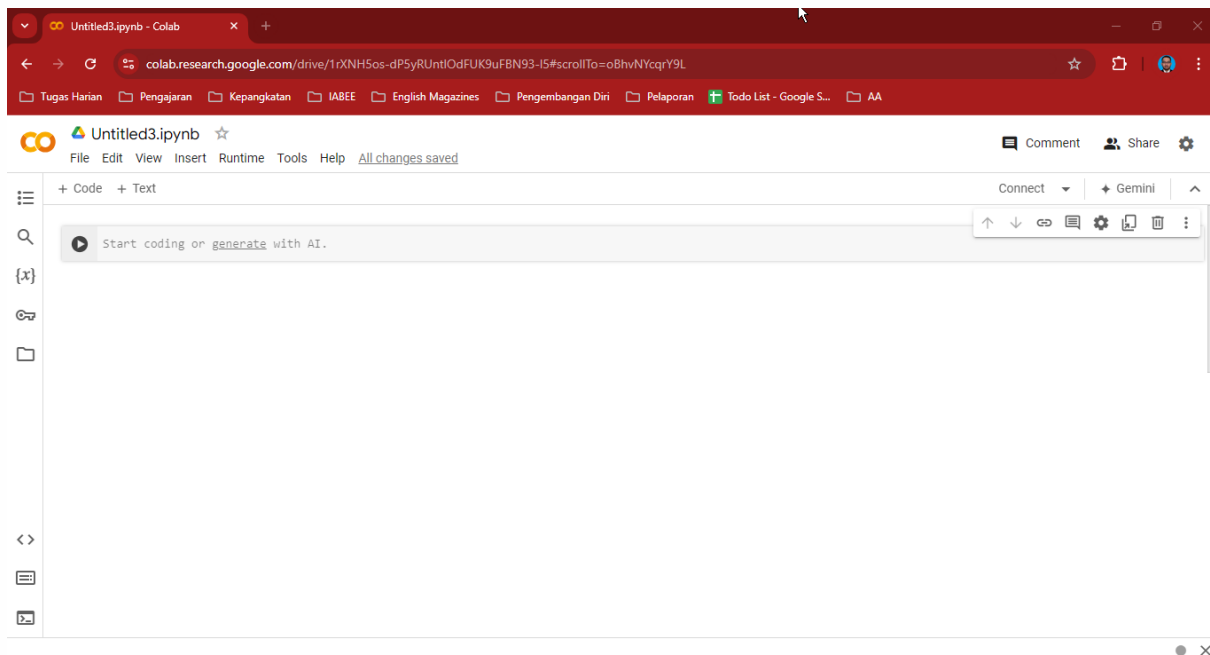 Untitled3.ipynb - Colab
colab.research.google.com/drive/1rXNH5os-dP5yRUntlOdFUK9uFBN93-I5#scrollTo=oBhvNYcqrY9L
Tugas Harian Pengajaran Kepangkatan IABEE English Magazines Pengembangan Diri Pelaporan Todo List - Google S... AA
Untitled3.ipynb
Comment Share
File Edit View Insert Runtime Tools Help All changes saved
+ Code + Text Connect Gemini
Start coding or generate with AI.
{x}